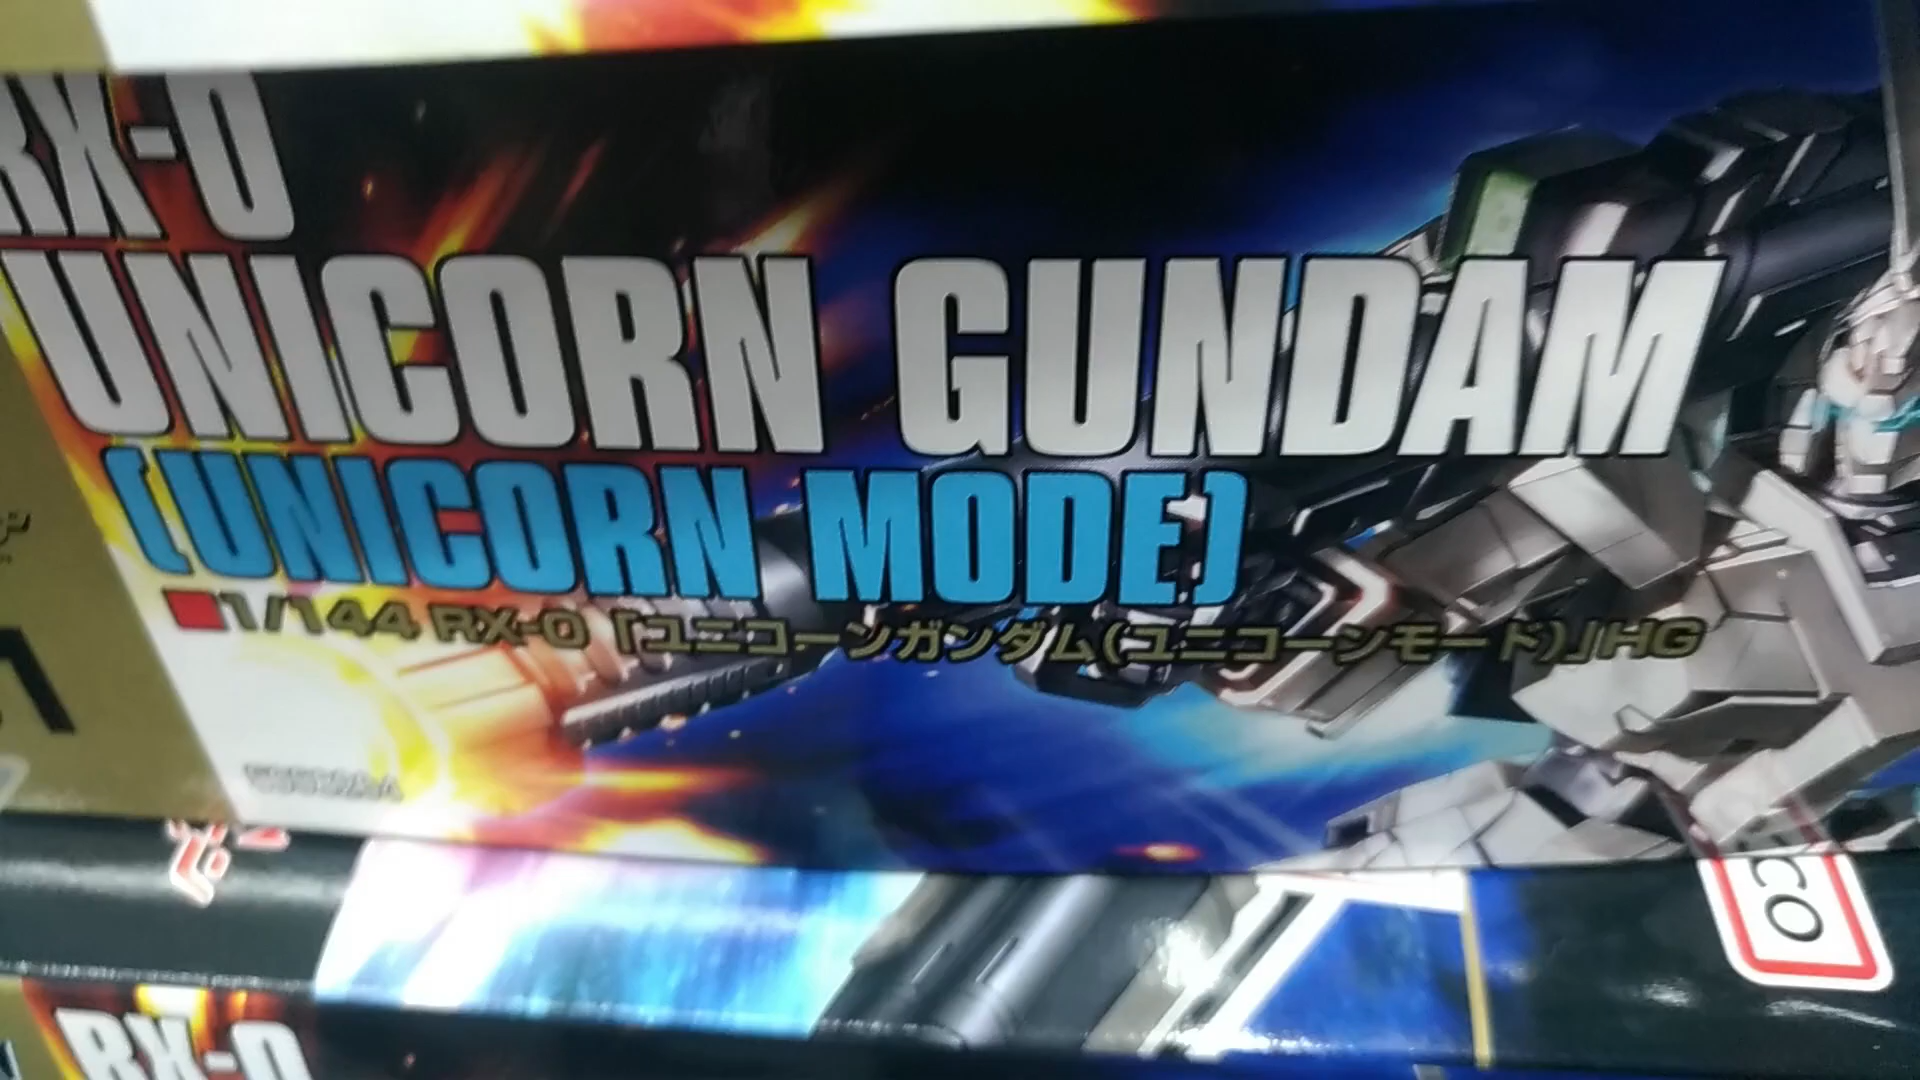 RX-0
UNICORN GUNDAM
[UNICORN MODE]
1/144 RX-0 「ユニコーンガンダム(ユニコーンモード)」HG
CO
RX-0